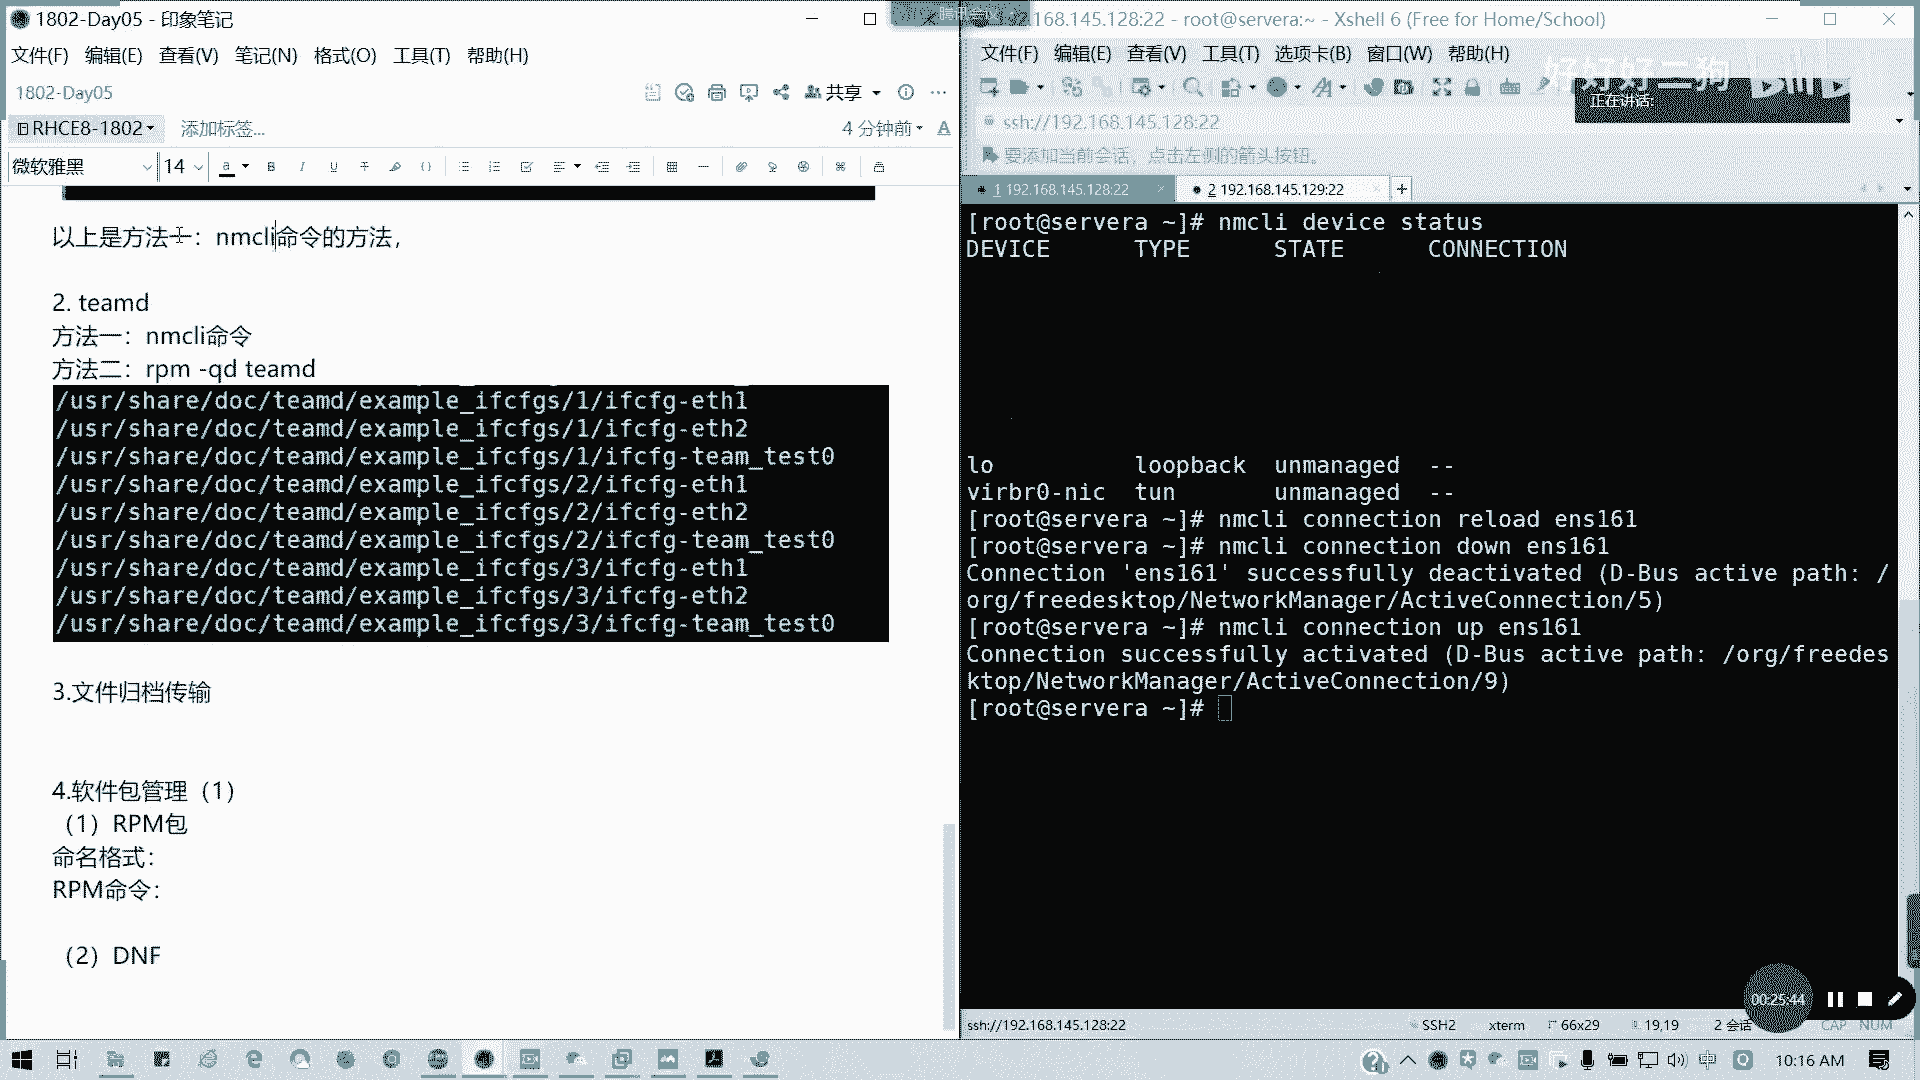 1802-Day05 - 印象笔记
文件(F) 编辑(E) 查看(V) 笔记(N) 格式(O) 工具(T) 帮助(H)
1802-Day05
共享
RHCE8-1802 添加标签...
4 分钟前
微软雅黑 14
以上是方法一：nmcli命令的方法，
2. teamd
方法一：nmcli命令
方法二：rpm -qd teamd
/usr/share/doc/teamd/example_ifcfgs/1/ifcfg-eth1
/usr/share/doc/teamd/example_ifcfgs/1/ifcfg-eth2
/usr/share/doc/teamd/example_ifcfgs/1/ifcfg-team_test0
/usr/share/doc/teamd/example_ifcfgs/2/ifcfg-eth1
/usr/share/doc/teamd/example_ifcfgs/2/ifcfg-eth2
/usr/share/doc/teamd/example_ifcfgs/2/ifcfg-team_test0
/usr/share/doc/teamd/example_ifcfgs/3/ifcfg-eth1
/usr/share/doc/teamd/example_ifcfgs/3/ifcfg-eth2
/usr/share/doc/teamd/example_ifcfgs/3/ifcfg-team_test0
3.文件归档传输
4.软件包管理（1）
（1）RPM包
命名格式：
RPM命令：
（2）DNF
腾讯会议
.168.145.128:22 - root@servera:~ - Xshell 6 (Free for Home/School)
文件(F) 编辑(E) 查看(V) 工具(T) 选项卡(B) 窗口(W) 帮助(H)
好好好二狗
正在讲话:
ssh://192.168.145.128:22
要添加当前会话，点击左侧的箭头按钮。
1 192.168.145.128:22
2 192.168.145.129:22
[root@servera ~]# nmcli device status
DEVICE TYPE STATE CONNECTION
lo loopback unmanaged --
virbr0-nic tun unmanaged --
[root@servera ~]# nmcli connection reload ens161
[root@servera ~]# nmcli connection down ens161
Connection 'ens161' successfully deactivated (D-Bus active path: /
org/freedesktop/NetworkManager/ActiveConnection/5)
[root@servera ~]# nmcli connection up ens161
Connection successfully activated (D-Bus active path: /org/freedes
ktop/NetworkManager/ActiveConnection/9)
[root@servera ~]#
00:25:44
ssh://192.168.145.128:22 SSH2 xterm 66x29 19,19 2 会话 CAP NUM
中
10:16 AM